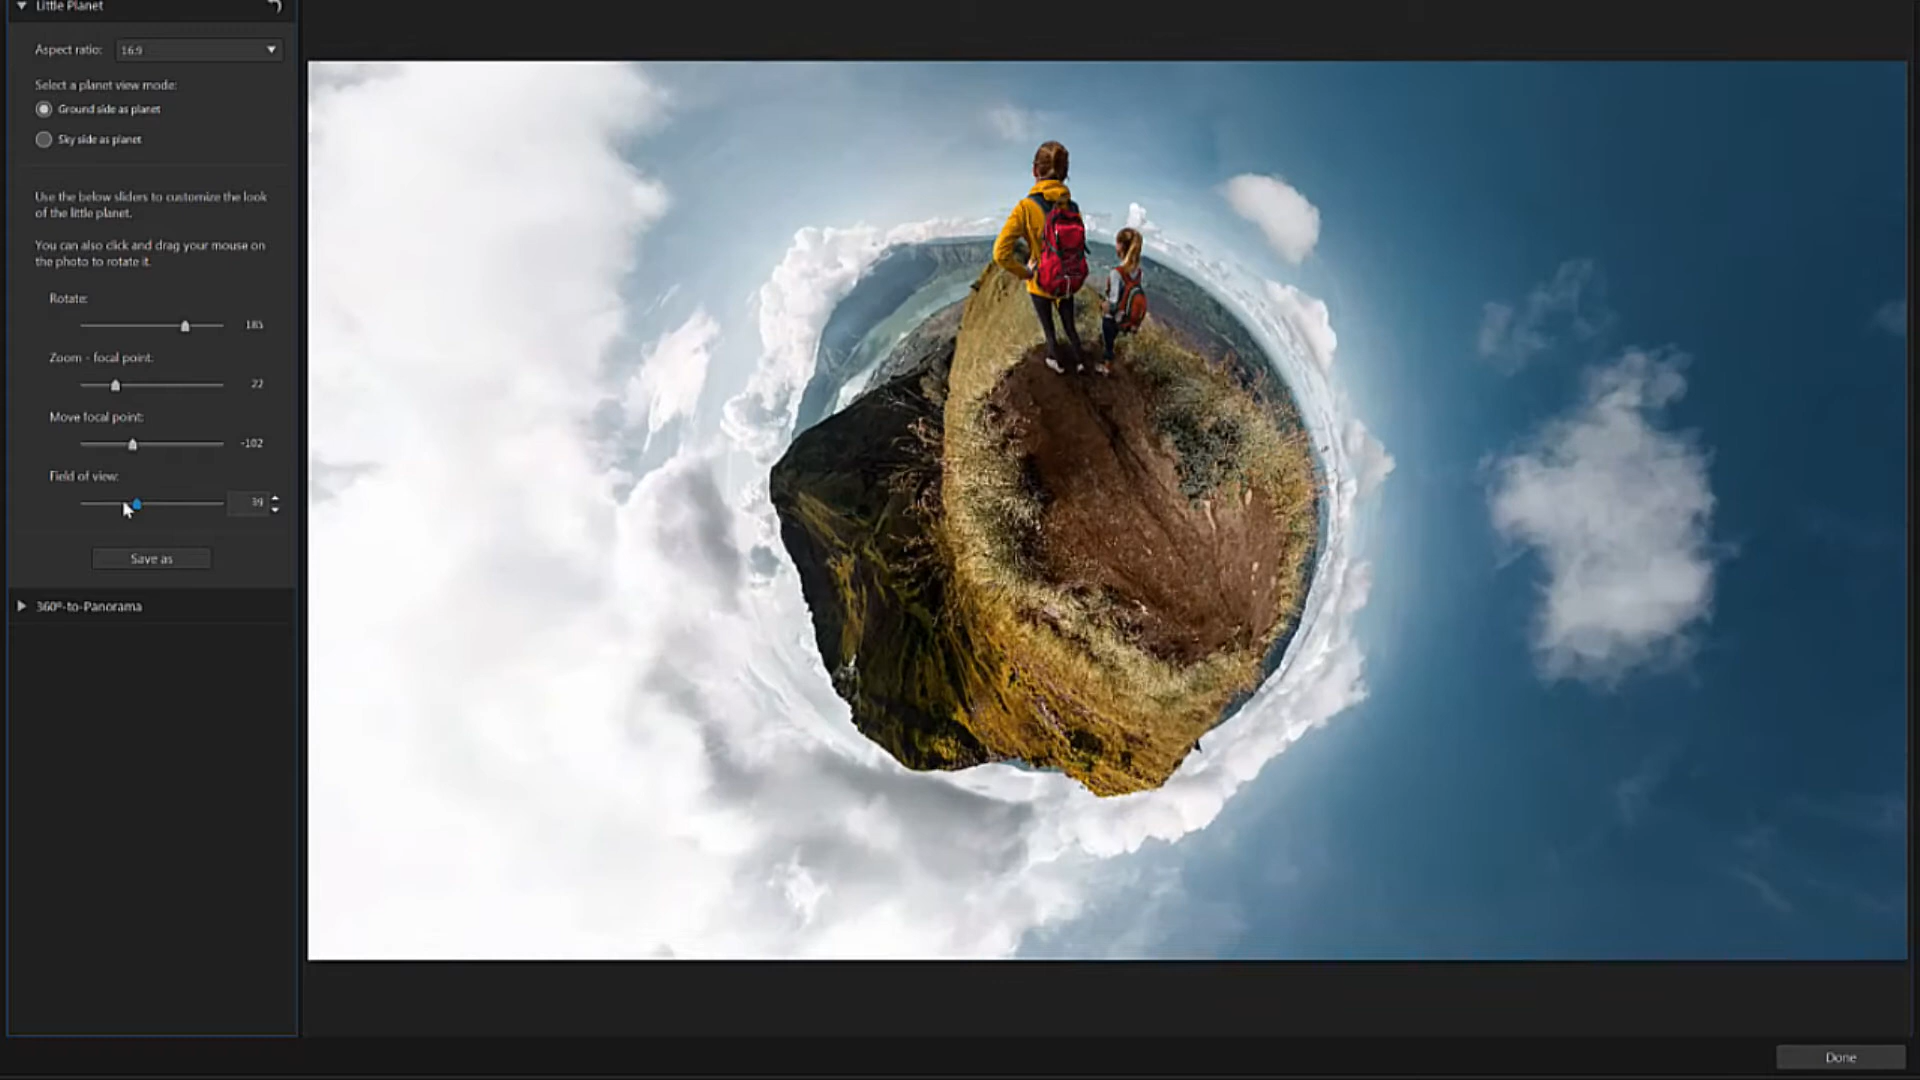 Little Planet
Aspect ratio: 16:9
Select a planet view mode:
Ground side as planet
Sky side as planet
Use the below sliders to customize the look
of the little planet.
You can also click and drag your mouse on
the photo to rotate it.
Rotate:
185
Zoom - focal point:
22
Move focal point:
-102
Field of view:
39
Save as
360º-to-Panorama
Done